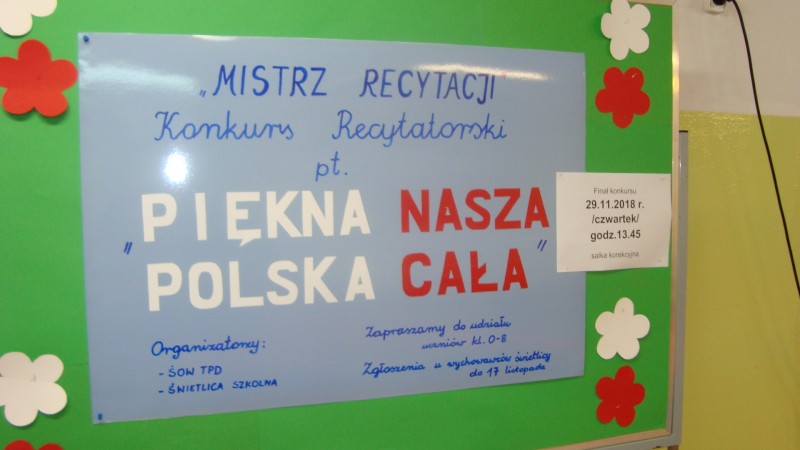 „MISTRZ RECYTACJI”
Konkurs Recytatorski
pt.
„PIĘKNA NASZA
POLSKA CAŁA”
Organizatorzy:
- ŚOW TPD
- ŚWIETLICA SZKOLNA
Zapraszamy do udziału
uczniów kl. 0-8
Zgłoszenia u wychowawców świetlicy
do 17 listopada
Finał konkursu
29.11.2018 r.
/czwartek/
godz.13.45
salka korekcyjna